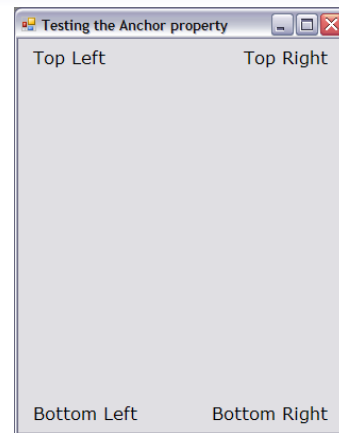 Testing the Anchor property
Top Left Top Right
Bottom Left Bottom Right